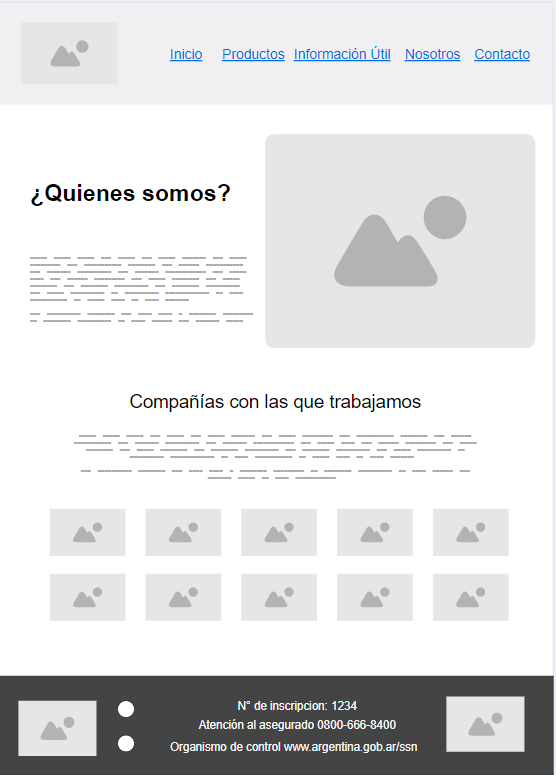 Inicio Productos Información Útil Nosotros Contacto
¿Quienes somos?
Compañías con las que trabajamos
N° de inscripcion: 1234
Atención al asegurado 0800-666-8400
Organismo de control www.argentina.gob.ar/ssn